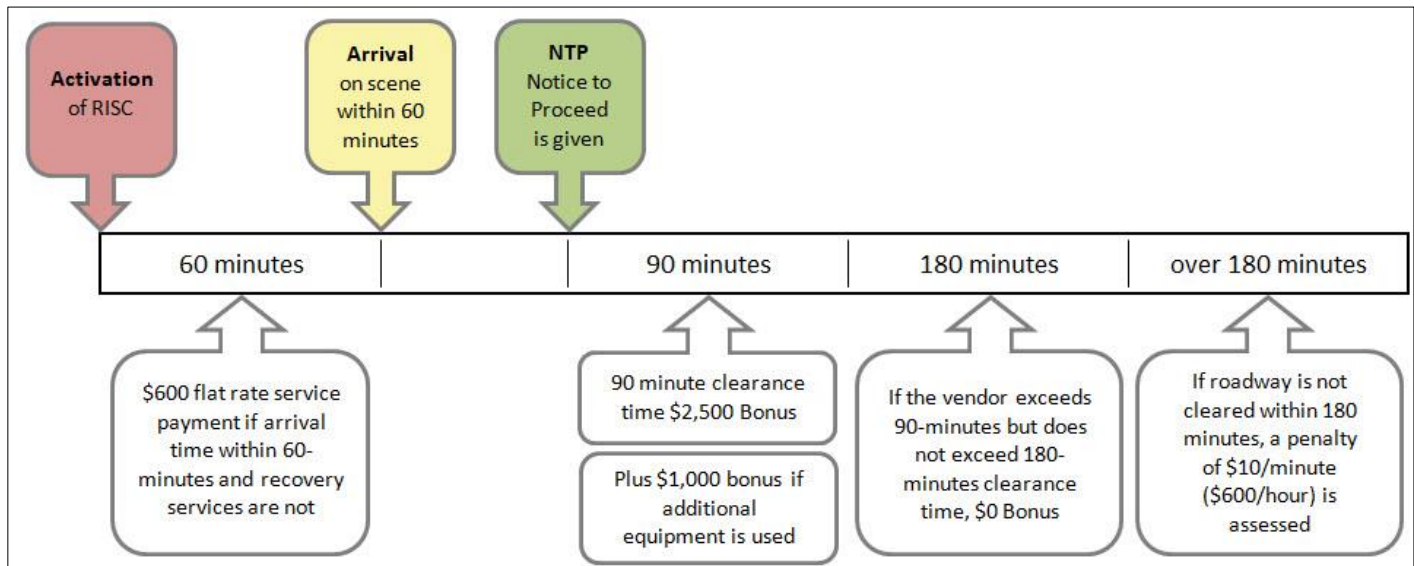 Activation
of RISC
Arrival
on scene
within 60
minutes
NTP
Notice to
Proceed
is given
60 minutes
90 minutes
180 minutes
over 180 minutes
$600 flat rate service
payment if arrival
time within 60-
minutes and recovery
services are not
90 minute clearance
time $2,500 Bonus
Plus $1,000 bonus if
additional
equipment is used
If the vendor exceeds
90-minutes but does
not exceed 180-
minutes clearance
time, $0 Bonus
If roadway is not
cleared within 180
minutes, a penalty
of $10/minute
($600/hour) is
assessed